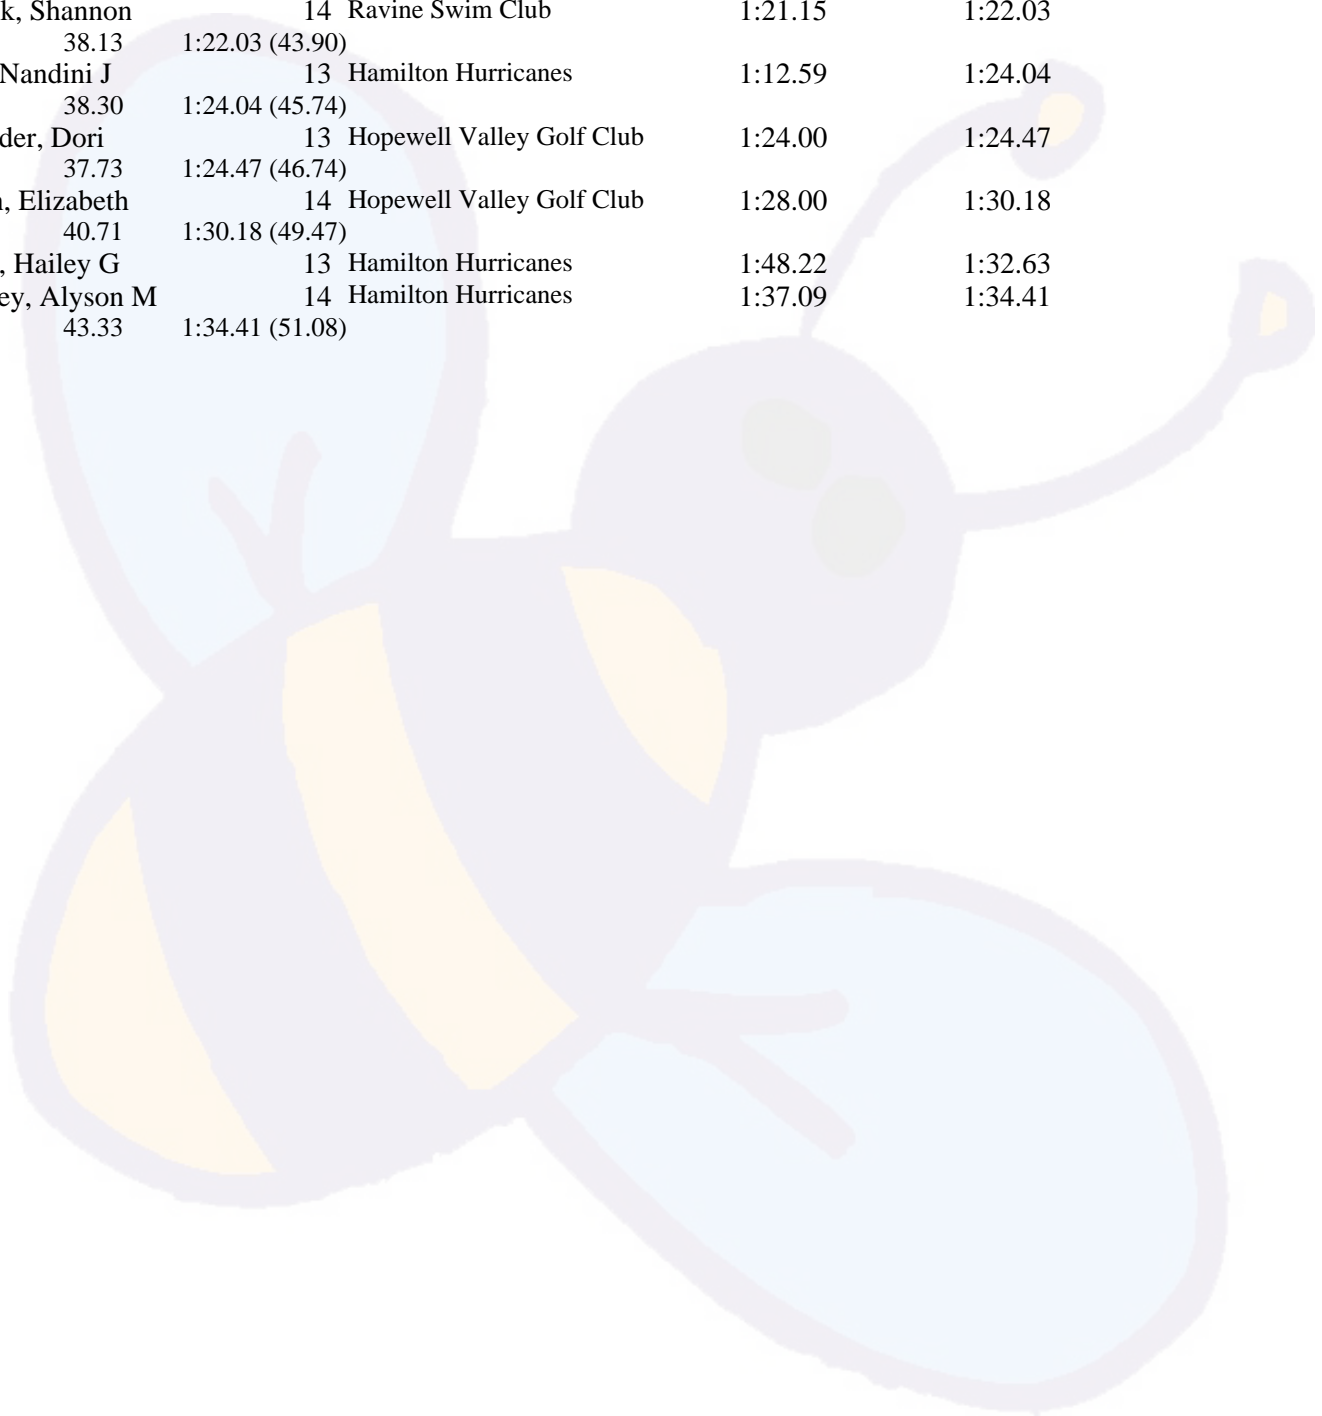 k, Shannon 14 Ravine Swim Club 1:21.15 1:22.03
38.13 1:22.03 (43.90)
Nandini J 13 Hamilton Hurricanes 1:12.59 1:24.04
38.30 1:24.04 (45.74)
der, Dori 13 Hopewell Valley Golf Club 1:24.00 1:24.47
37.73 1:24.47 (46.74)
, Elizabeth 14 Hopewell Valley Golf Club 1:28.00 1:30.18
40.71 1:30.18 (49.47)
, Hailey G 13 Hamilton Hurricanes 1:48.22 1:32.63
ey, Alyson M 14 Hamilton Hurricanes 1:37.09 1:34.41
43.33 1:34.41 (51.08)